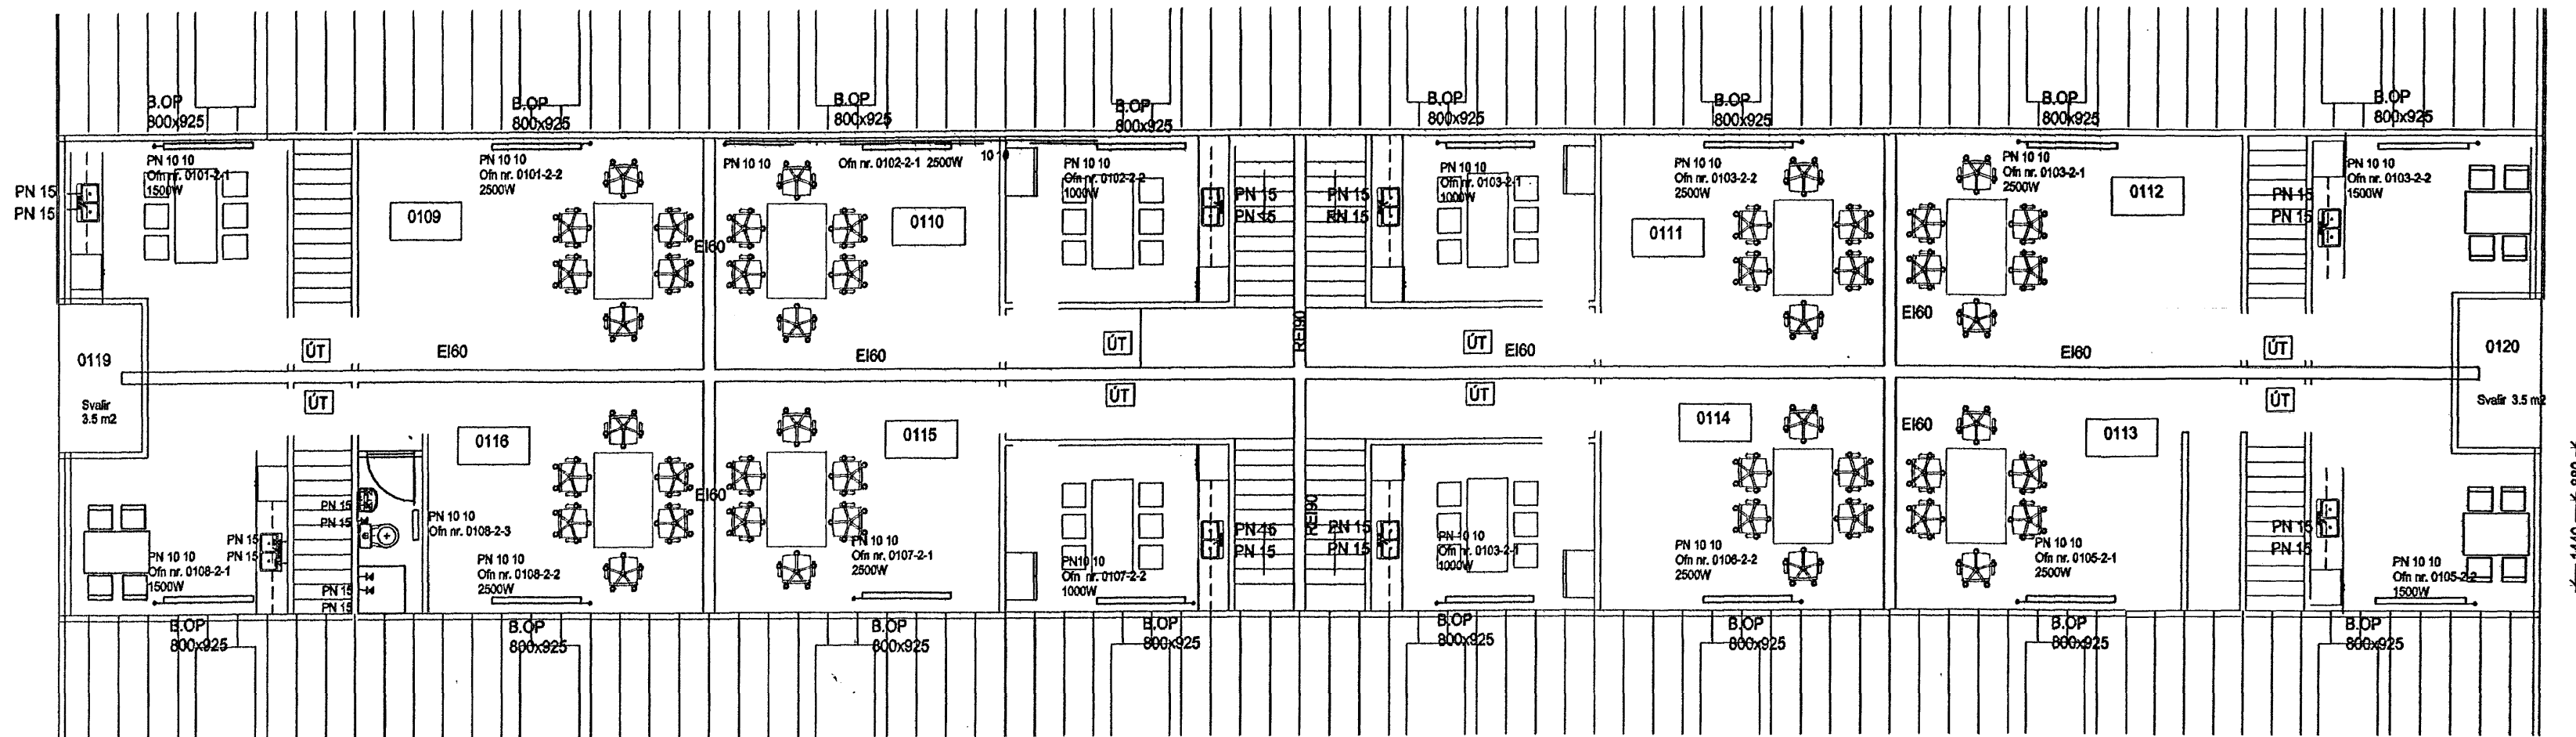 B.OP
800x925
B.OP
800x925
B.OP
800x925
B.OP
800x925
B.OP
800x925
B.OP
800x925
B.OP
800x925
B.OP
800x925
PN 10 10
Ofn nr. 0101-2-1
1500W
PN 10 10
Ofn nr. 0101-2-2
2500W
PN 10 10
Ofn nr. 0102-2-1 2500W
10 10
PN 10 10
Ofn nr. 0102-2-2
1000W
PN 10 10
Ofn nr. 0103-2-1
1000W
PN 10 10
Ofn nr. 0103-2-2
2500W
PN 10 10
Ofn nr. 0103-2-1
2500W
PN 10 10
Ofn nr. 0103-2-2
1500W
PN 15
PN 15
PN 15
PN 15
PN 15
PN 15
PN 15
0109
0110
0111
0112
EI60
EI60
REI90
0119
ÚT
EI60
EI60
ÚT
ÚT
EI60
EI60
ÚT
0120
Svalir
3.5 m2
ÚT
ÚT
ÚT
ÚT
Svalir 3.5 m2
0116
0115
0114
EI60
0113
EI60
REI90
PN 15
PN 15
PN 10 10
Ofn nr. 0108-2-3
PN 15
PN 15
PN 15
PN 15
PN 15
PN 15
PN 15
PN 15
PN 15
PN 10 10
Ofn nr. 0108-2-1
1500W
PN 15
PN 15
PN 10 10
Ofn nr. 0108-2-2
2500W
PN 10 10
Ofn nr. 0107-2-1
2500W
PN10 10
Ofn nr. 0107-2-2
1000W
PN 10 10
Ofn nr. 0103-2-1
1000W
PN 10 10
Ofn nr. 0106-2-2
2500W
PN 10 10
Ofn nr. 0105-2-1
2500W
PN 10 10
Ofn nr. 0105-2-2
1500W
B.OP
800x925
B.OP
800x925
B.OP
800x925
B.OP
800x925
B.OP
800x925
B.OP
800x925
B.OP
800x925
B.OP
800x925